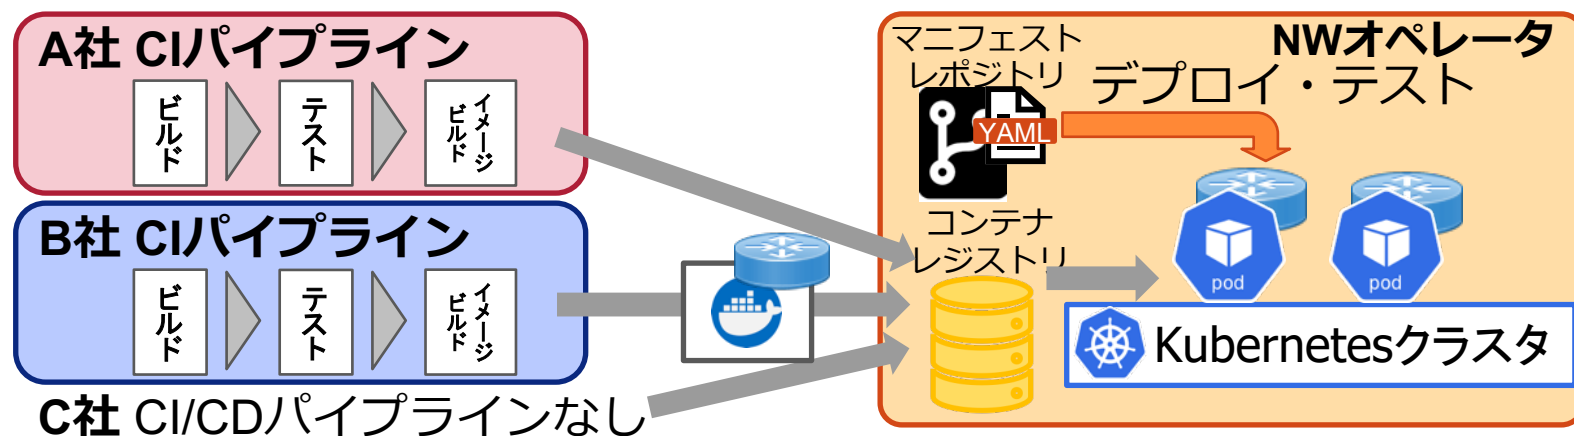 A社 CIパイプライン
ビルド
テスト
イメージ
ビルド
B社 CIパイプライン
ビルド
テスト
イメージ
ビルド
C社 CI/CDパイプラインなし
NWオペレータ
マニフェスト
レポジトリ
デプロイ・テスト
YAML
コンテナ
レジストリ
pod
pod
Kubernetesクラスタ